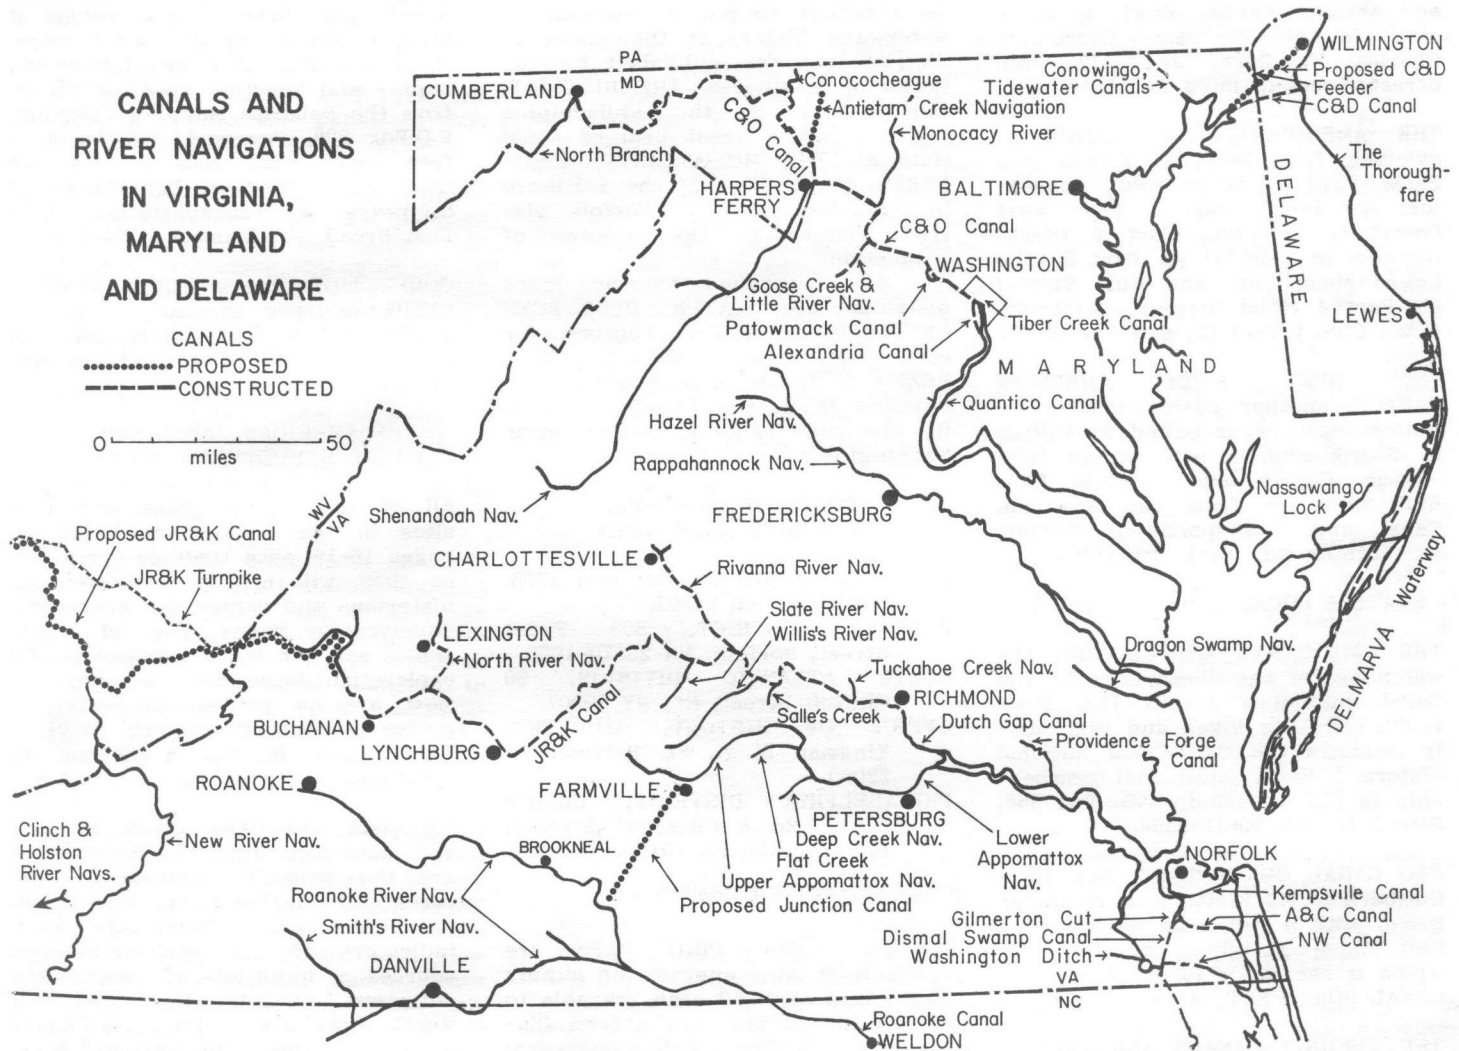 CANALS AND
RIVER NAVIGATIONS
IN VIRGINIA,
MARYLAND
AND DELAWARE
CANALS
PROPOSED
CONSTRUCTED
0 50
miles
PA
MD
CUMBERLAND
North Branch
C&O Canal
Conococheague
Antietam Creek Navigation
Monocacy River
HARPERS
FERRY
Conowingo,
Tidewater Canals
WILMINGTON
Proposed C&D
Feeder
C&D Canal
The
Thorough-
fare
DELAWARE
BALTIMORE
C&O Canal
WASHINGTON
Goose Creek &
Little River Nav.
Patowmack Canal
Alexandria Canal
Tiber Creek Canal
MARYLAND
LEWES
Quantico Canal
Hazel River Nav.
Rappahannock Nav.
FREDERICKSBURG
Shenandoah Nav.
Nassawango
Lock
DELMARVA Waterway
WV
VA
Proposed JR&K Canal
JR&K Turnpike
CHARLOTTESVILLE
Rivanna River Nav.
Slate River Nav.
Willis's River Nav.
LEXINGTON
North River Nav.
Dragon Swamp Nav.
Tuckahoe Creek Nav.
RICHMOND
Salle's Creek
Dutch Gap Canal
BUCHANAN
LYNCHBURG
JR&K Canal
Providence Forge
Canal
ROANOKE
FARMVILLE
PETERSBURG
Deep Creek Nav.
Lower
Appomattox
Nav.
Flat Creek
Upper Appomattox Nav.
Proposed Junction Canal
Clinch &
Holston
River Navs.
New River Nav.
BROOKNEAL
Roanoke River Nav.
Smith's River Nav.
DANVILLE
NORFOLK
Kempsville Canal
A&C Canal
NW Canal
Gilmerton Cut
Dismal Swamp Canal
Washington Ditch
VA
NC
Roanoke Canal
WELDON